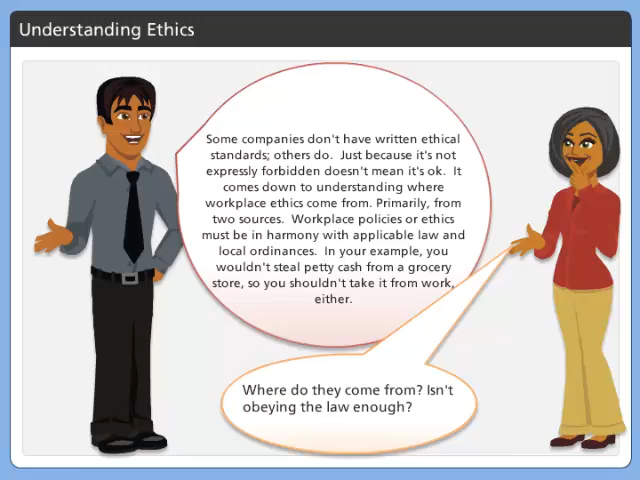 Understanding Ethics
Some companies don't have written ethical
standards; others do.  Just because it's not
expressly forbidden doesn't mean it's ok.  It
comes down to understanding where
workplace ethics come from. Primarily, from
two sources.  Workplace policies or ethics
must be in harmony with applicable law and
local ordinances.  In your example, you
wouldn't steal petty cash from a grocery
store, so you shouldn't take it from work,
either.
Where do they come from? Isn't
obeying the law enough?